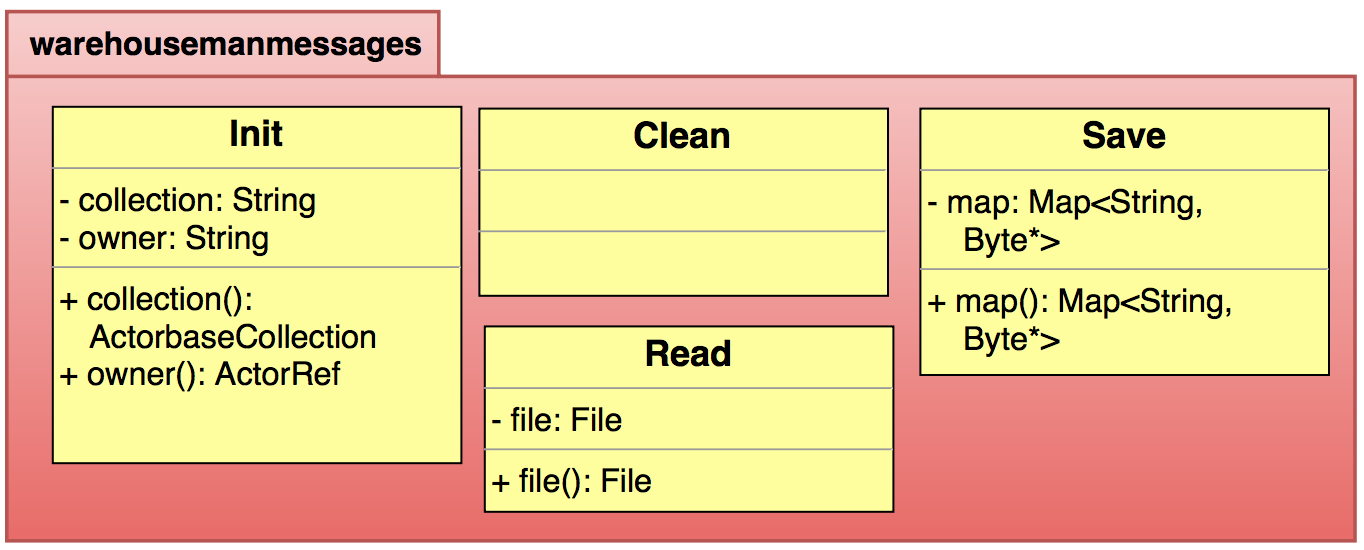 warehousemanmessages
Init
- collection: String
- owner: String
+ collection():
ActorbaseCollection
+ owner(): ActorRef
Clean
Read
- file: File
+ file(): File
Save
- map: Map<String,
Byte*>
+ map(): Map<String,
Byte*>